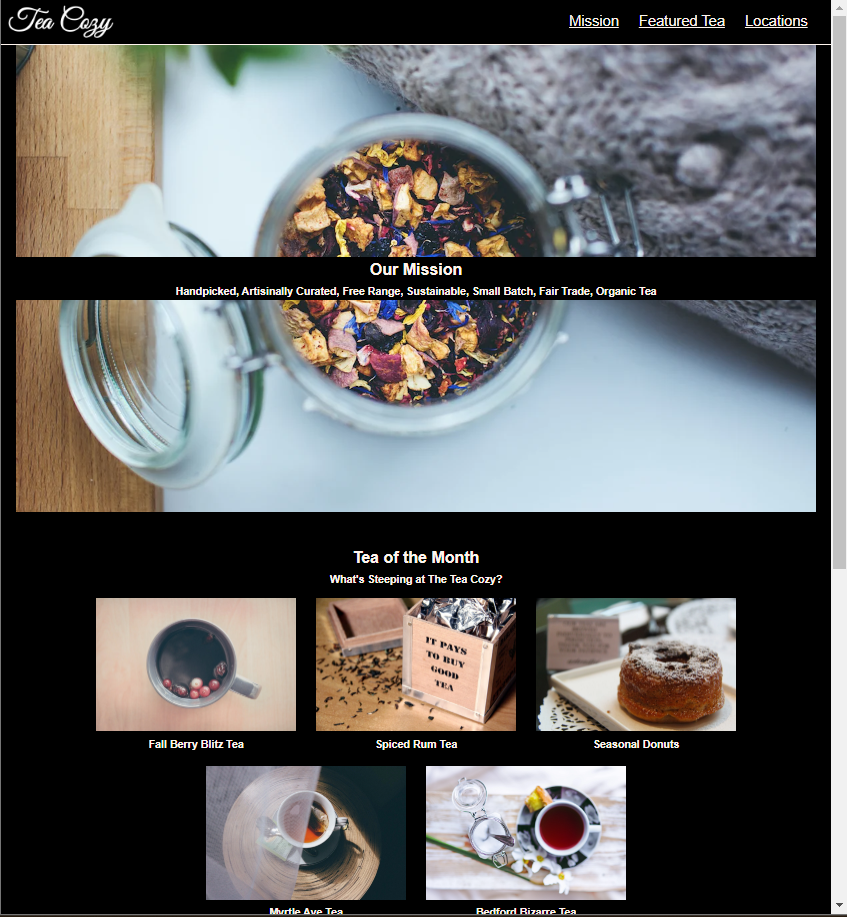 Tea Cozy
Mission Featured Tea Locations
Our Mission
Handpicked, Artisinally Curated, Free Range, Sustainable, Small Batch, Fair Trade, Organic Tea
Tea of the Month
What's Steeping at The Tea Cozy?
IT PAYS
TO BUY
GOOD
TEA
Fall Berry Blitz Tea
Spiced Rum Tea
Seasonal Donuts
Myrtle Ave Tea
Bedford Bizarre Tea